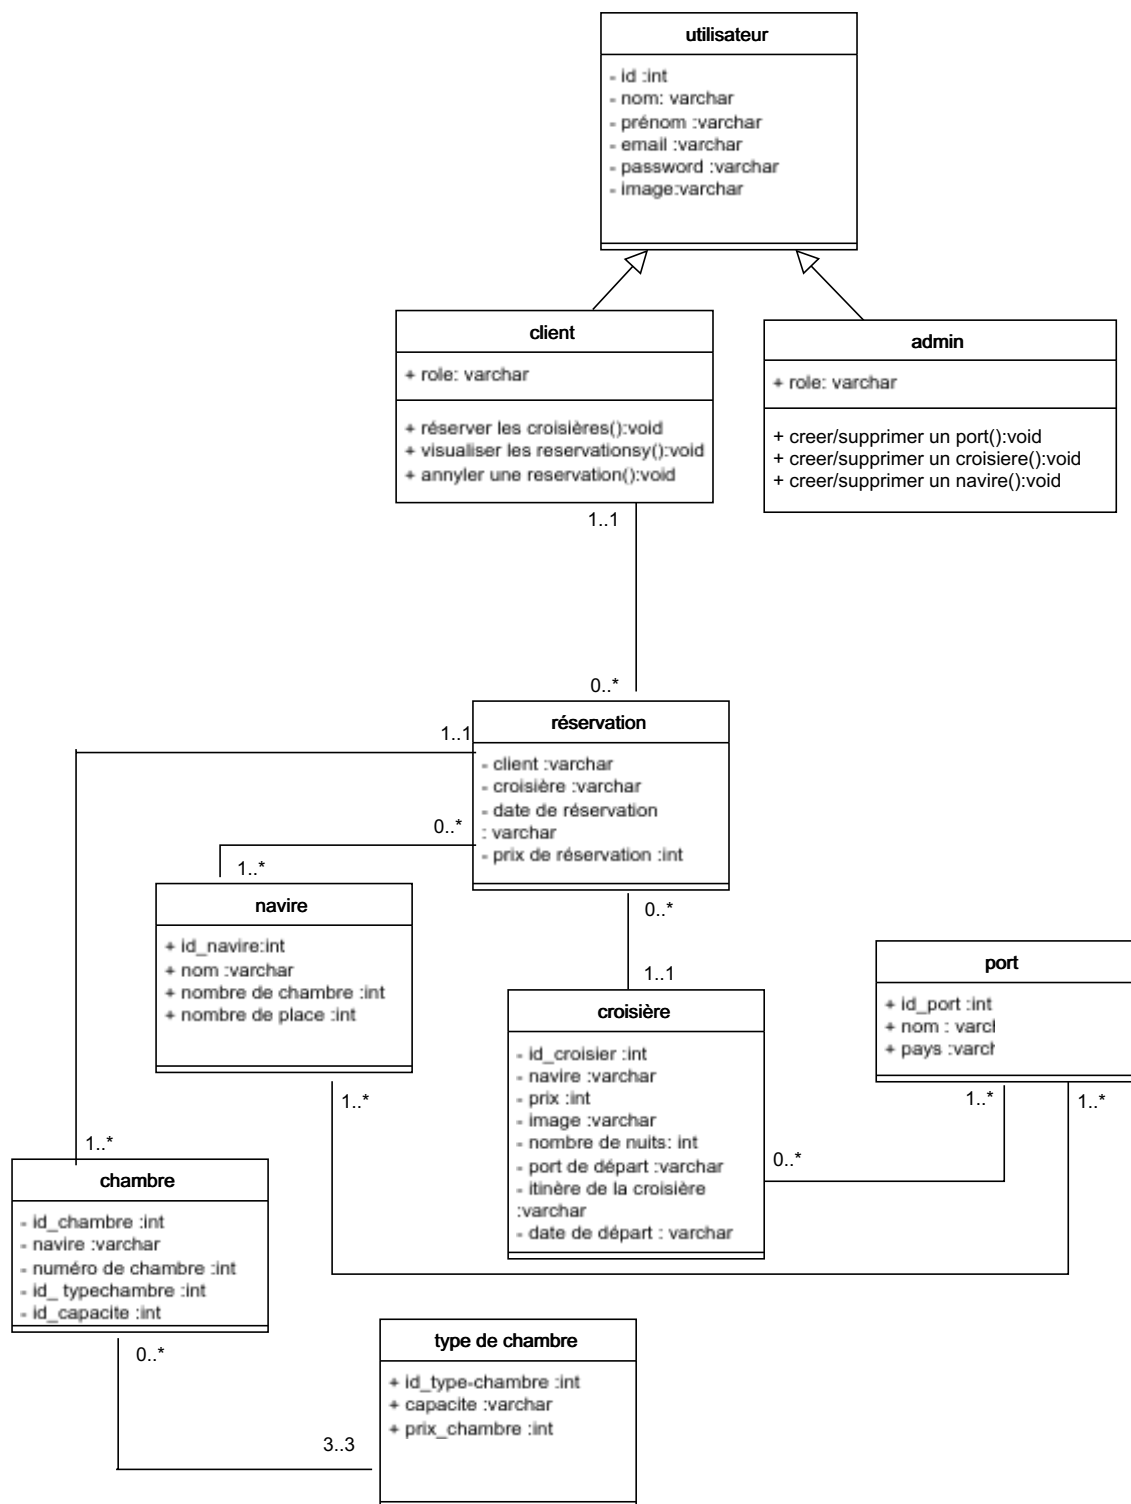 utilisateur
- id :int
- nom: varchar
- prénom :varchar
- email :varchar
- password :varchar
- image:varchar
client
+ role: varchar
+ réserver les croisières():void
+ visualiser les reservationsy():void
+ annyler une reservation():void
admin
+ role: varchar
+ creer/supprimer un port():void
+ creer/supprimer un croisiere():void
+ creer/supprimer un navire():void
1..1
0..*
réservation
- client :varchar
- croisière :varchar
- date de réservation
: varchar
- prix de réservation :int
1..1
0..*
1..*
navire
+ id_navire:int
+ nom :varchar
+ nombre de chambre :int
+ nombre de place :int
0..*
1..1
croisière
- id_croisier :int
- navire :varchar
- prix :int
- image :varchar
- nombre de nuits: int
- port de départ :varchar
- itinère de la croisière
:varchar
- date de départ : varchar
port
+ id_port :int
+ nom : varcl
+ pays :varch
1..*
1..*
1..*
0..*
1..*
chambre
- id_chambre :int
- navire :varchar
- numéro de chambre :int
- id_ typechambre :int
- id_capacite :int
0..*
3..3
type de chambre
+ id_type-chambre :int
+ capacite :varchar
+ prix_chambre :int